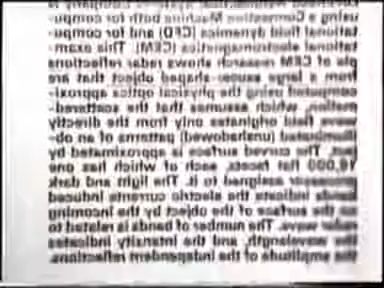 using a Connection Machine both for compu-
tational fluid dynamics (CFD) and for compu-
tational electromagnetics (CEM). This exam-
ple of CEM research shows radar reflections
from a large saucer-shaped object that are
computed using the physical optics approxi-
mation, which assumes that the scattered-
wave field originates only from the directly
illuminated (unshadowed) patterns of an ob-
ject. The curved surface is approximated by
flat facets, each of which has one
processor assigned to it. The light and dark
bands indicate the electric currents induced
on the surface of the object by the incoming
radar wave. The number of bands is related to
the wavelength, and the intensity indicates
the amplitude of the independent reflections.